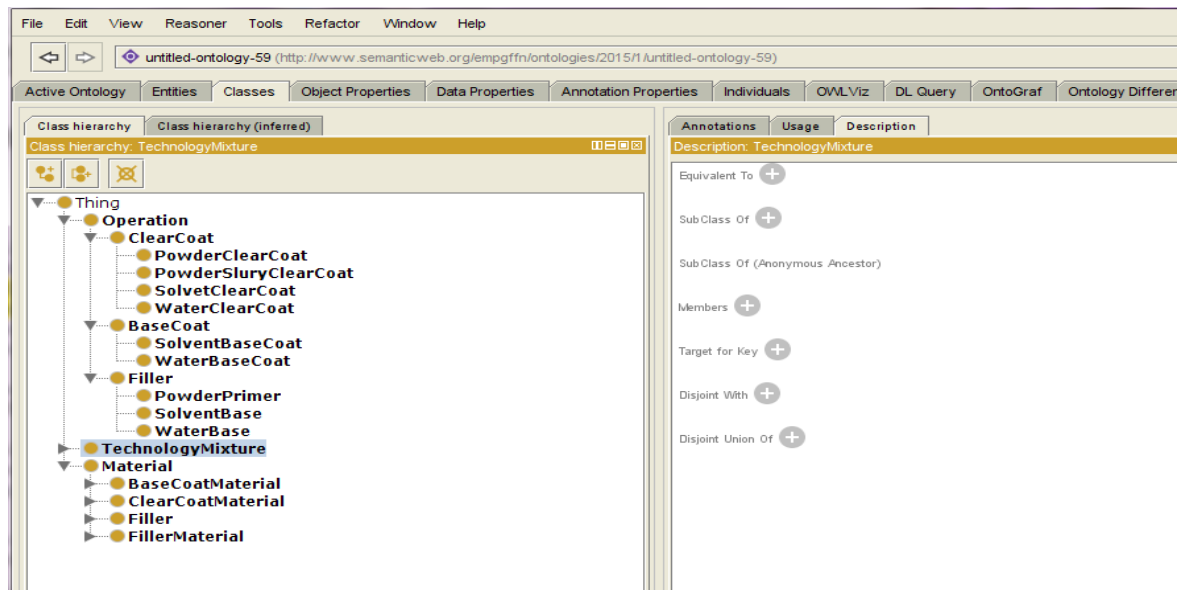 File Edit View Reasoner Tools Refactor Window Help
untitled-ontology-59 (http://www.semanticweb.org/empgffn/ontologies/2015/1/untitled-ontology-59)
Active Ontology Entities Classes Object Properties Data Properties Annotation Properties Individuals OWLViz DL Query OntoGraf Ontology Differen
Class hierarchy Class hierarchy (inferred)
Class hierarchy: TechnologyMixture
Thing
Operation
ClearCoat
PowderClearCoat
PowderSluryClearCoat
SolvetClearCoat
WaterClearCoat
BaseCoat
SolventBaseCoat
WaterBaseCoat
Filler
PowderPrimer
SolventBase
WaterBase
TechnologyMixture
Material
BaseCoatMaterial
ClearCoatMaterial
Filler
FillerMaterial
Annotations Usage Description
Description: TechnologyMixture
Equivalent To
SubClass Of
SubClass Of (Anonymous Ancestor)
Members
Target for Key
Disjoint With
Disjoint Union Of